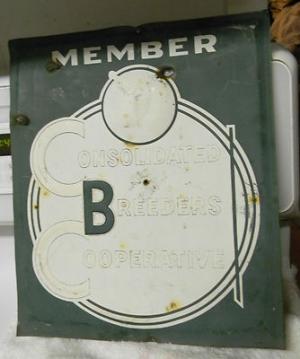 MEMBER
CONSOLIDATED
BREEDERS
COOPERATIVE